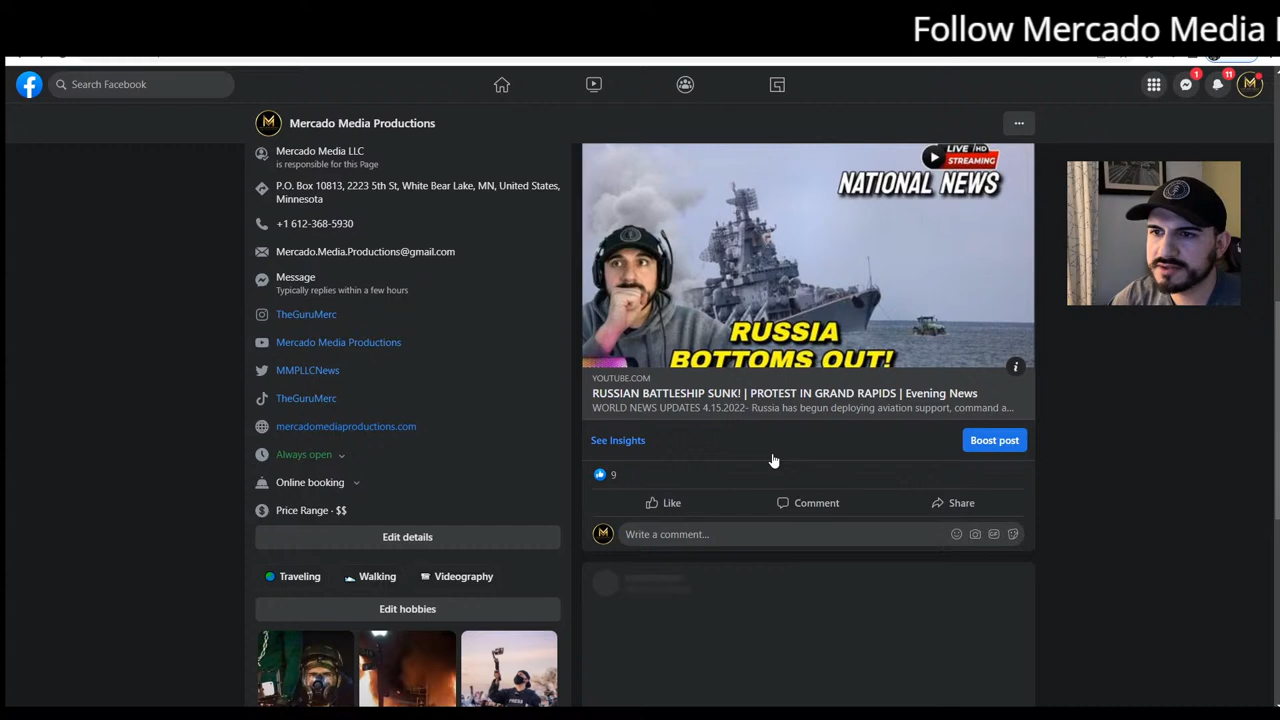 Follow Mercado Media
Search Facebook
1
11
Mercado Media Productions
...
Mercado Media LLC
is responsible for this Page
P.O. Box 10813, 2223 5th St, White Bear Lake, MN, United States,
Minnesota
+1 612-368-5930
Mercado.Media.Productions@gmail.com
Message
Typically replies within a few hours
TheGuruMerc
Mercado Media Productions
MMPLLCNews
TheGuruMerc
mercadomediaproductions.com
Always open
Online booking
Price Range · $$
Edit details
Traveling
Walking
Videography
Edit hobbies
PRESS
LIVE /HD
STREAMING
NATIONAL NEWS
RUSSIA
BOTTOMS OUT!
YOUTUBE.COM
RUSSIAN BATTLESHIP SUNK! | PROTEST IN GRAND RAPIDS | Evening News
WORLD NEWS UPDATES 4.15.2022- Russia has begun deploying aviation support, command a...
See Insights
Boost post
9
Like
Comment
Share
Write a comment...
GIF